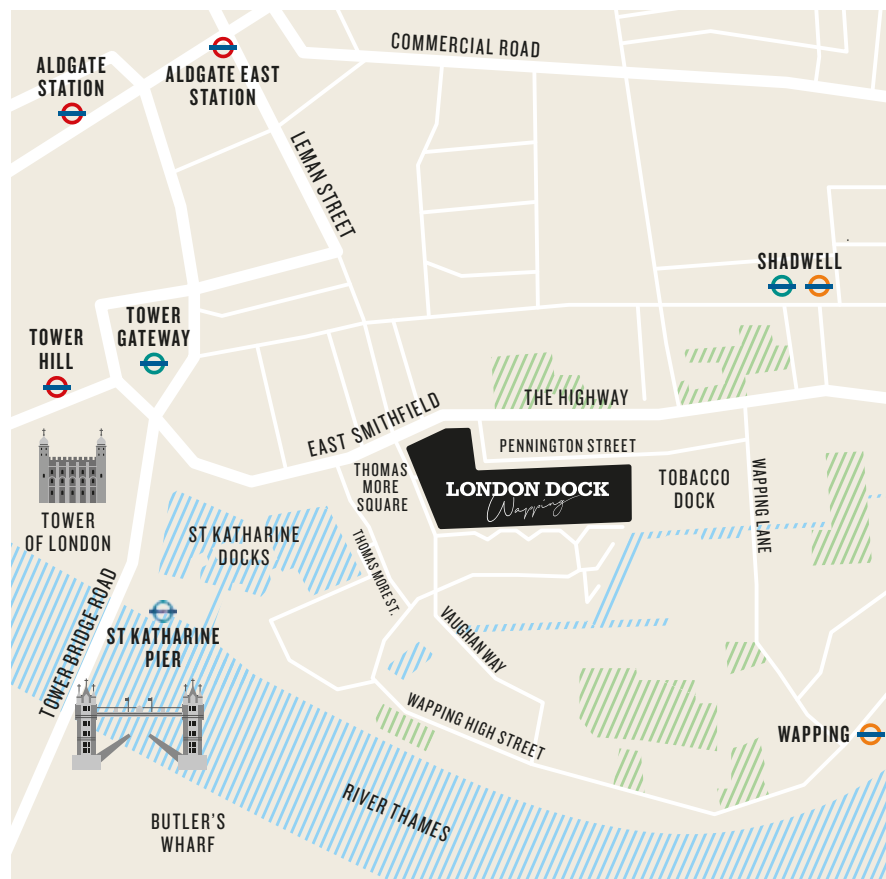 COMMERCIAL ROAD
ALDGATE
STATION
ALDGATE EAST
STATION
LEMAN STREET
SHADWELL
TOWER
GATEWAY
TOWER
HILL
THE HIGHWAY
EAST SMITHFIELD
PENNINGTON STREET
THOMAS
MORE
SQUARE
LONDON DOCK
Wapping
TOBACCO
DOCK
WAPPING LANE
TOWER
OF LONDON
ST KATHARINE
DOCKS
THOMAS MORE ST.
TOWER BRIDGE ROAD
ST KATHARINE
PIER
VAUGHAN WAY
WAPPING HIGH STREET
WAPPING
RIVER THAMES
BUTLER'S
WHARF